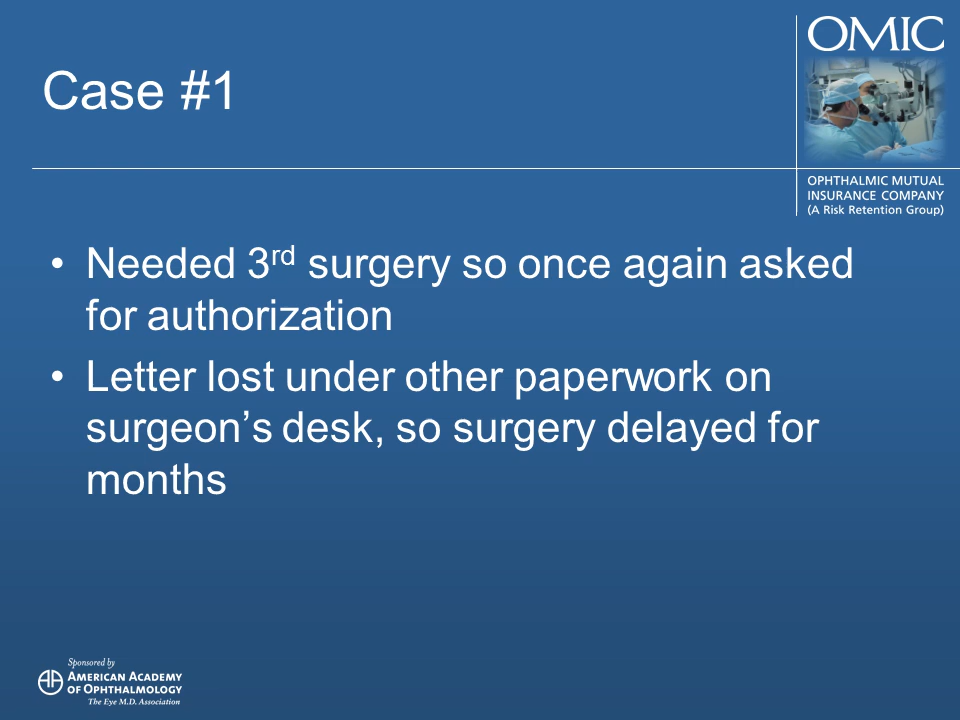 OMIC
Case #1
OPHTHALMIC MUTUAL
INSURANCE COMPANY
(A Risk Retention Group)
• Needed 3rd surgery so once again asked
for authorization
• Letter lost under other paperwork on
surgeon’s desk, so surgery delayed for
months
Sponsored by
AMERICAN ACADEMY
OF OPHTHALMOLOGY
The Eye M.D. Association